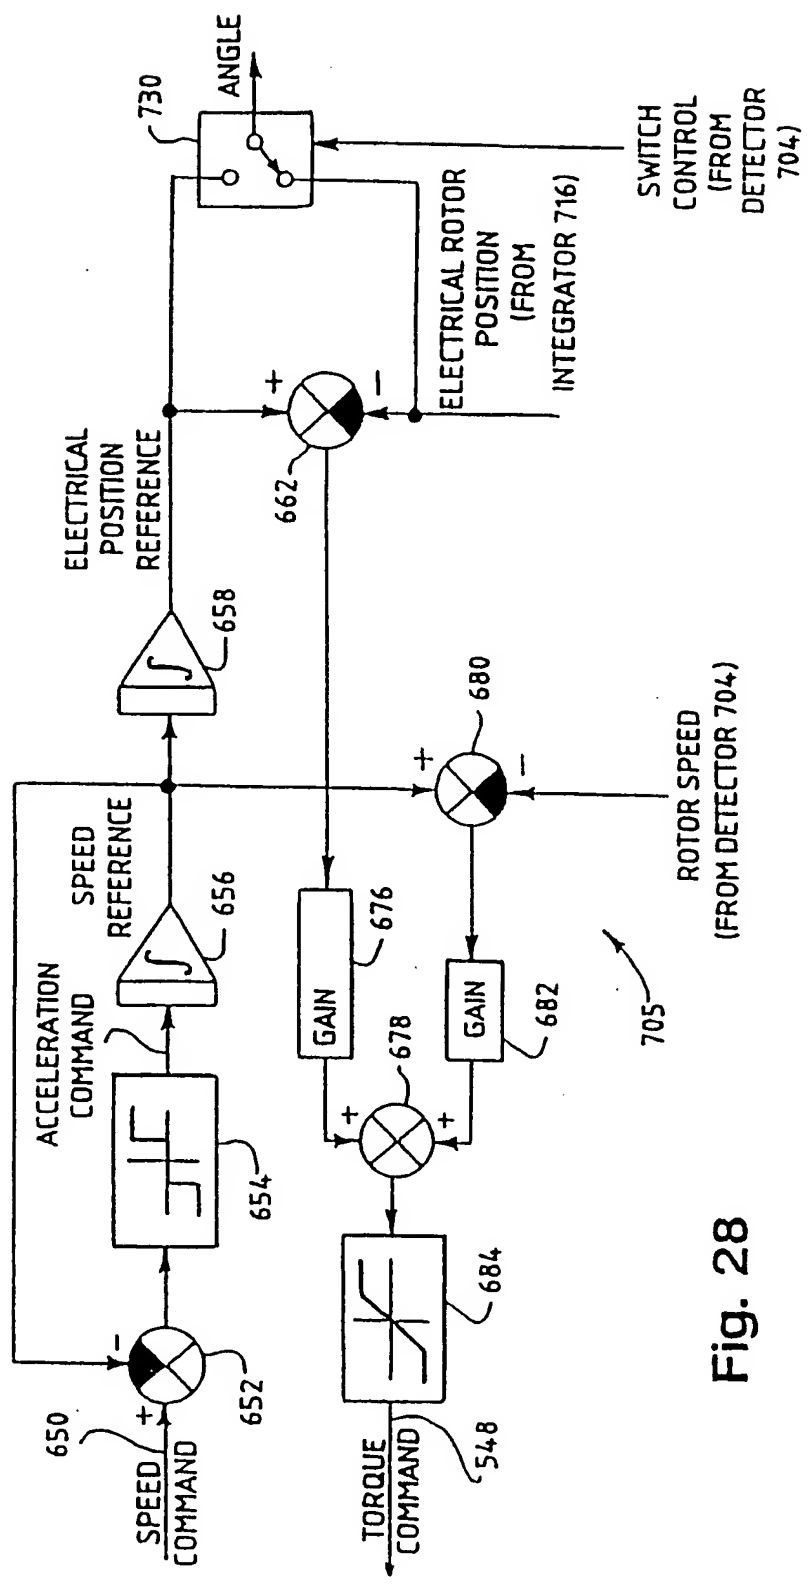 650
SPEED
COMMAND
+
-
652
654
ACCELERATION
COMMAND
656
SPEED
REFERENCE
658
ELECTRICAL
POSITION
REFERENCE
730
ANGLE
662
+
-
ELECTRICAL ROTOR
POSITION
(FROM
INTEGRATOR 716)
SWITCH
CONTROL
(FROM
DETECTOR
704)
680
+
-
ROTOR SPEED
(FROM DETECTOR 704)
GAIN
676
GAIN
682
678
+
+
684
TORQUE
COMMAND
548
705
Fig. 28